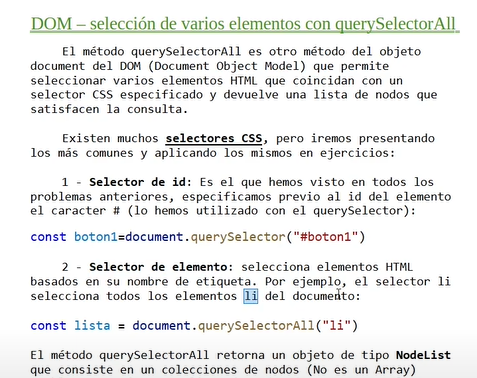 DOM – selección de varios elementos con querySelectorAll
El método querySelectorAll es otro método del objeto
document del DOM (Document Object Model) que permite
seleccionar varios elementos HTML que coincidan con un
selector CSS especificado y devuelve una lista de nodos que
satisfacen la consulta.
Existen muchos selectores CSS, pero iremos presentando
los más comunes y aplicando los mismos en ejercicios:
1 - Selector de id: Es el que hemos visto en todos los
problemas anteriores, especificamos previo al id del elemento
el caracter # (lo hemos utilizado con el querySelector):
const boton1=document.querySelector("#boton1")
2 - Selector de elemento: selecciona elementos HTML
basados en su nombre de etiqueta. Por ejemplo, el selector li
selecciona todos los elementos li del documento:
const lista = document.querySelectorAll("li")
El método querySelectorAll retorna un objeto de tipo NodeList
que consiste en un colecciones de nodos (No es un Array)